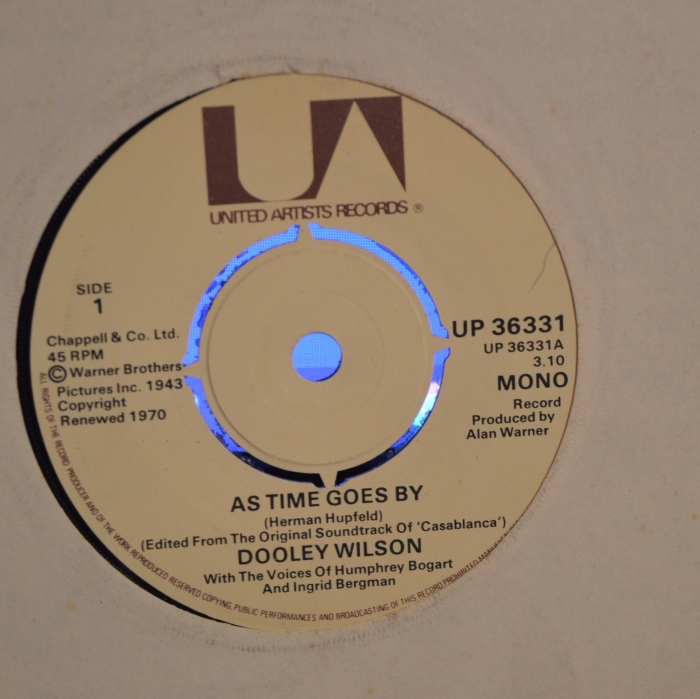 UA
UNITED ARTISTS RECORDS ®
SIDE
1
Chappell & Co. Ltd.
45 RPM
© Warner Brothers
Pictures Inc. 1943
Copyright
Renewed 1970
UP 36331
UP 36331A
3.10
MONO
Record
Produced by
Alan Warner
AS TIME GOES BY
(Herman Hupfeld)
(Edited From The Original Soundtrack Of 'Casablanca')
DOOLEY WILSON
With The Voices Of Humphrey Bogart
And Ingrid Bergman
ALL RIGHTS OF THE RECORD PRODUCER AND OF THE WORK REPRODUCED RESERVED COPYING, PUBLIC PERFORMANCES AND BROADCASTING OF THIS RECORD PROHIBITED